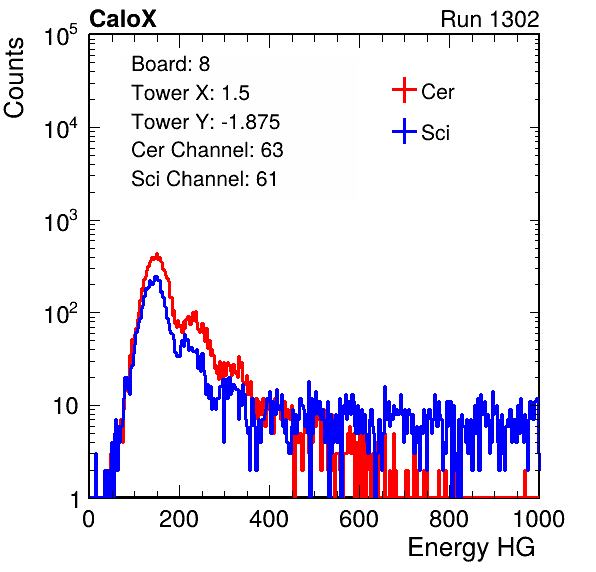 CaloX Run 1302
Counts
Board: 8
Tower X: 1.5
Tower Y: -1.875
Cer Channel: 63
Sci Channel: 61
Cer
Sci
10^5
10^4
10^3
10^2
10
1
0 200 400 600 800 1000
Energy HG